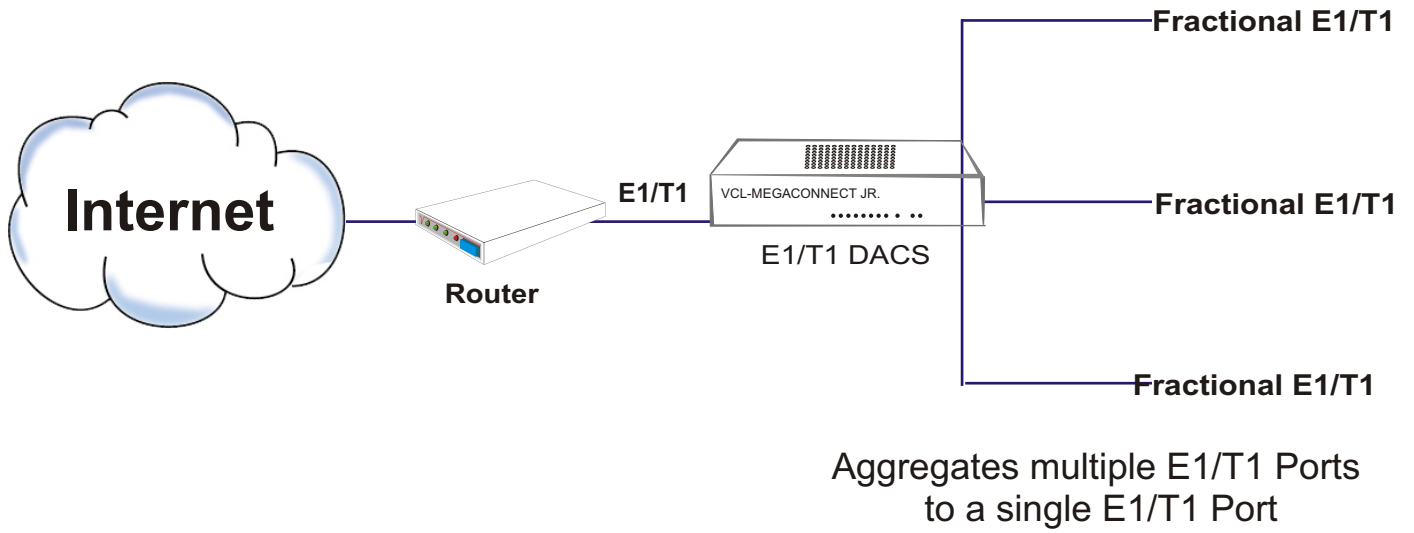 Fractional E1/T1
Internet
E1/T1
VCL-MEGACONNECT JR.
Fractional E1/T1
E1/T1 DACS
Router
Fractional E1/T1
Aggregates multiple E1/T1 Ports
to a single E1/T1 Port